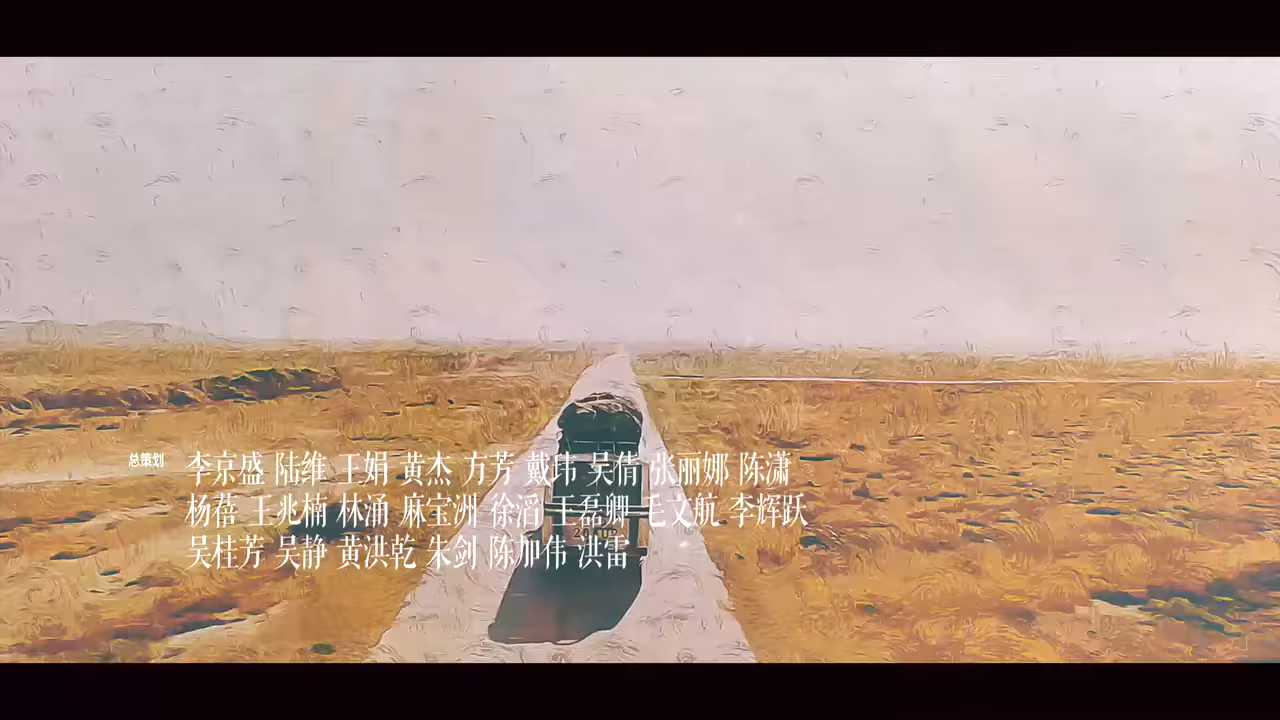 总策划
李京盛 陆维 王娟 黄杰 方芳 戴玮 吴倩 张丽娜 陈潇
杨蓓 王兆楠 林涌 麻宝洲 徐滔 王磊卿 毛文航 李辉跃
吴桂芳 吴静 黄洪乾 朱剑 陈加伟 洪雷